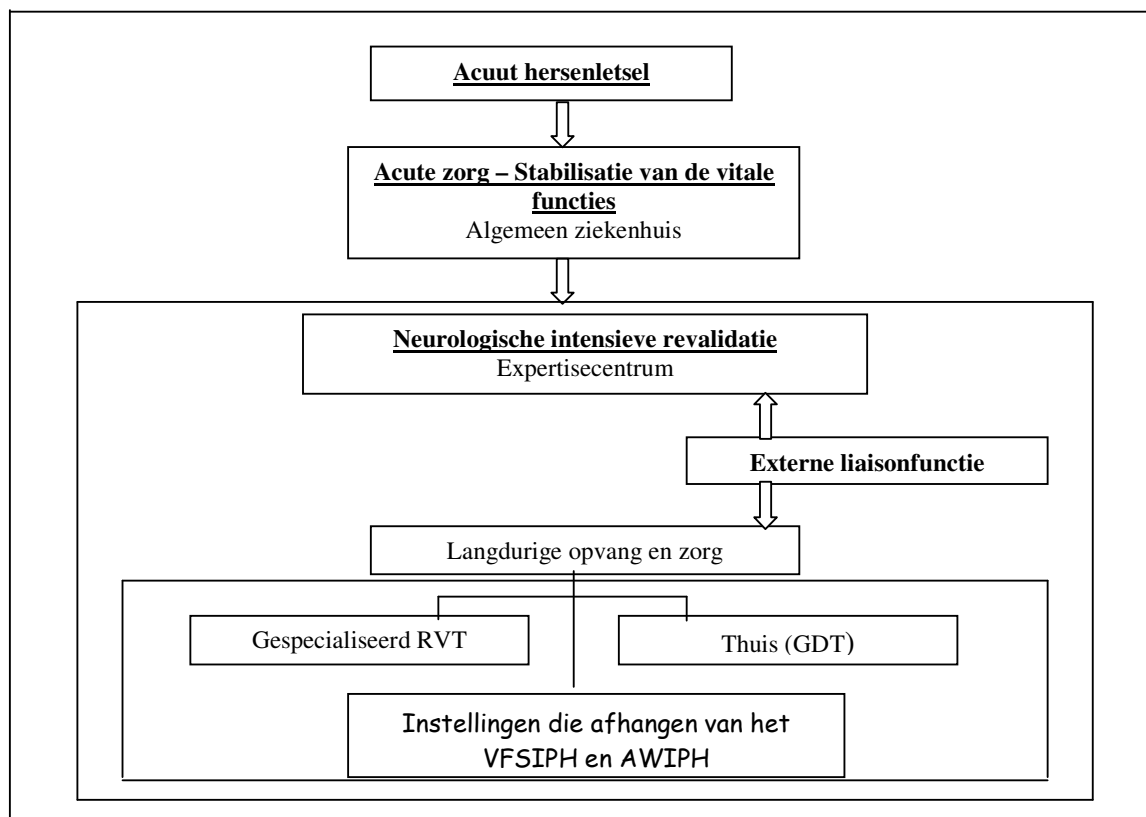 Acuut hersenletsel
Acute zorg – Stabilisatie van de vitale
functies
Algemeen ziekenhuis
Neurologische intensieve revalidatie
Expertisecentrum
Externe liaisonfunctie
Langdurige opvang en zorg
Gespecialiseerd RVT
Thuis (GDT)
Instellingen die afhangen van het
VFSIPH en AWIPH